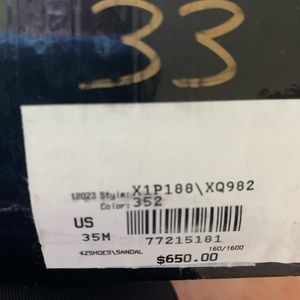 33
12023 Style: X1P188\XQ982
Color: 352
US
35M 77215181
42SHOES\SANDAL 160/1600
$650.00